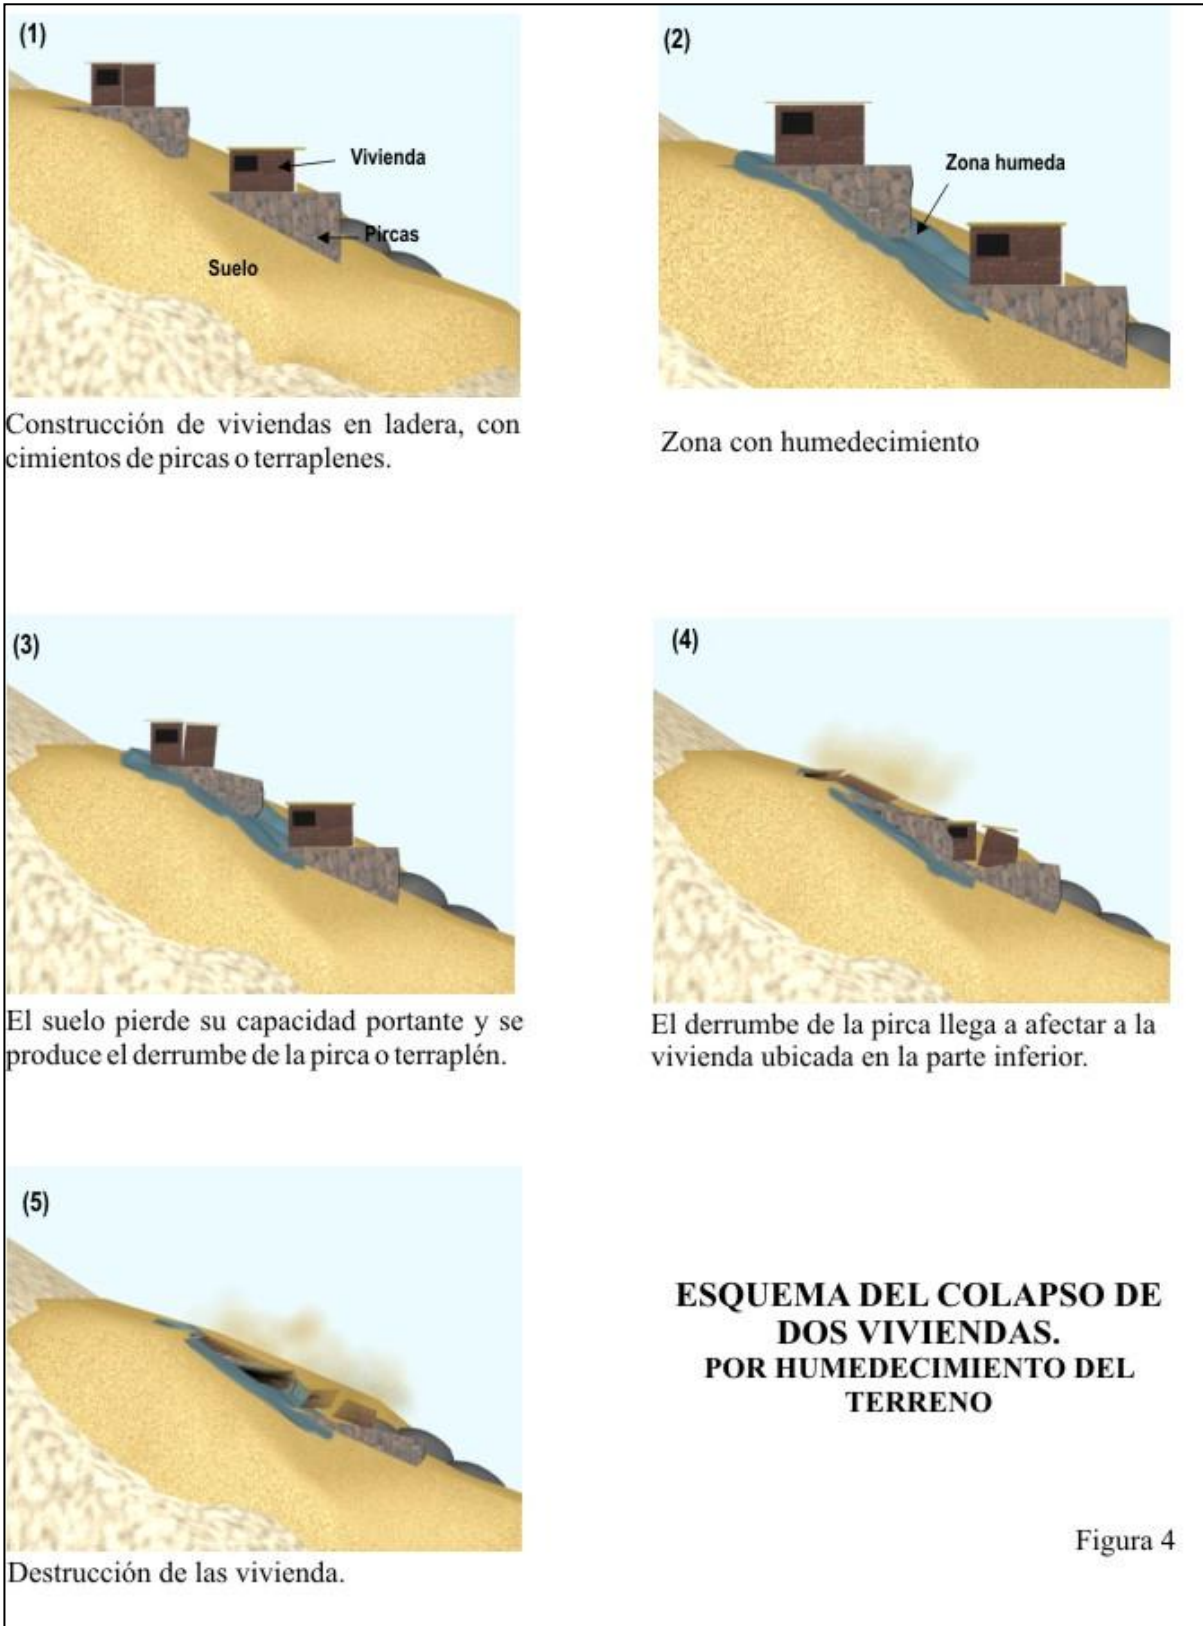 (1)
Vivienda
Pircas
Suelo
Construcción de viviendas en ladera, con
cimientos de pircas o terraplenes.
(2)
Zona humeda
Zona con humedecimiento
(3)
El suelo pierde su capacidad portante y se
produce el derrumbe de la pirca o terraplén.
(4)
El derrumbe de la pirca llega a afectar a la
vivienda ubicada en la parte inferior.
(5)
Destrucción de las vivienda.
ESQUEMA DEL COLAPSO DE
DOS VIVIENDAS.
POR HUMEDECIMIENTO DEL
TERRENO
Figura 4